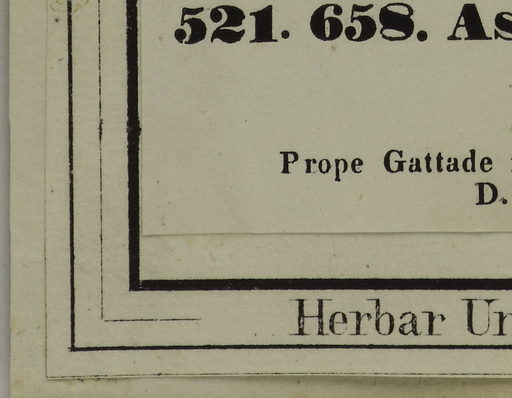 521. 658. As
Prope Gattade
D.
Herbar Un